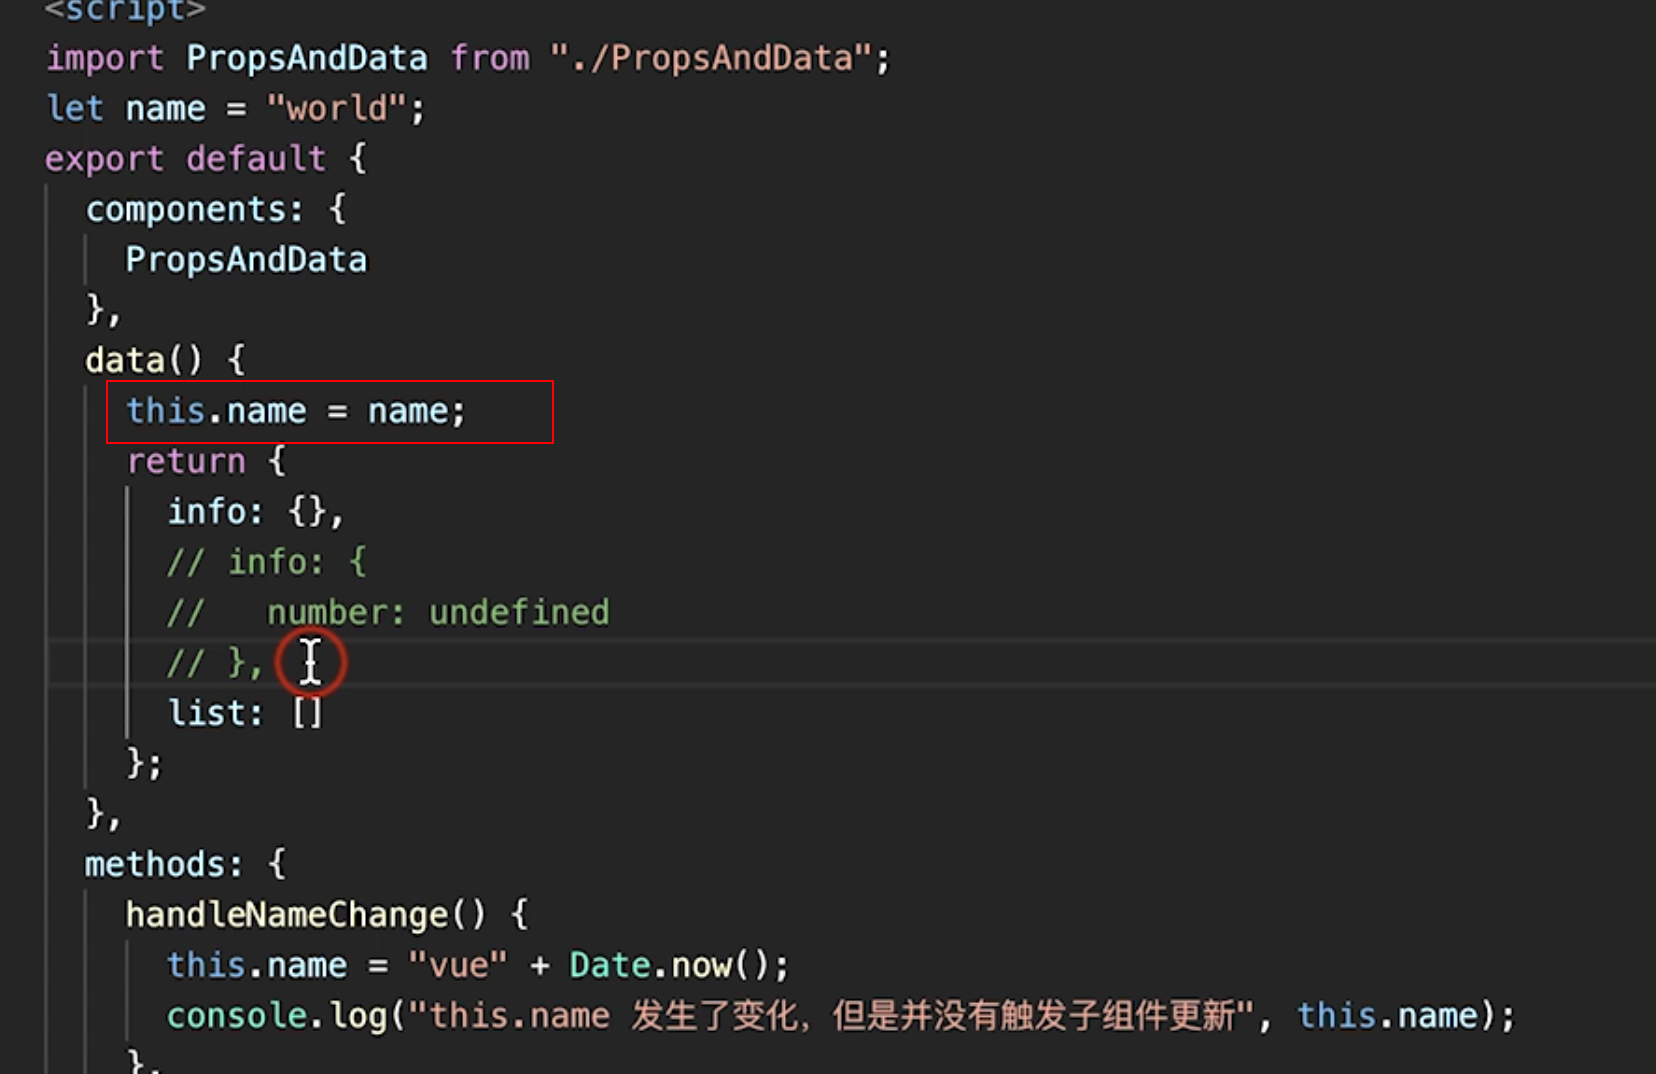 <script>
import PropsAndData from "./PropsAndData";
let name = "world";
export default {
  components: {
    PropsAndData
  },
  data() {
    this.name = name;
    return {
      info: {},
      // info: {
      //   number: undefined
      // },
      list: []
    };
  },
  methods: {
    handleNameChange() {
      this.name = "vue" + Date.now();
      console.log("this.name 发生了变化，但是并没有触发子组件更新", this.name);
    },